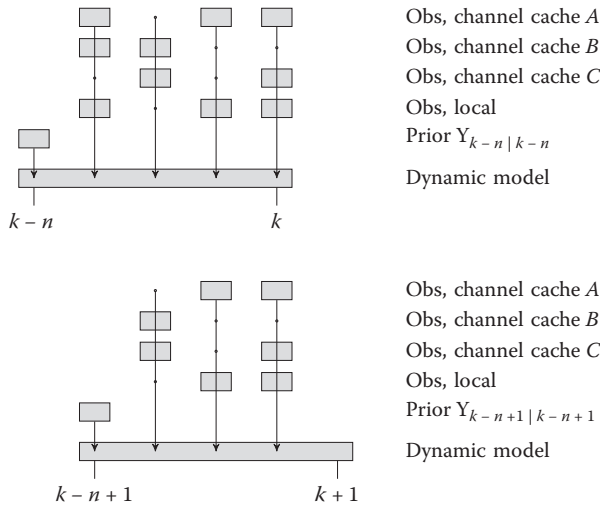 Obs, channel cache A
Obs, channel cache B
Obs, channel cache C
Obs, local
Prior Y_{k − n | k − n}
Dynamic model
k − n
k
Obs, channel cache A
Obs, channel cache B
Obs, channel cache C
Obs, local
Prior Y_{k − n + 1 | k − n + 1}
Dynamic model
k − n + 1
k + 1